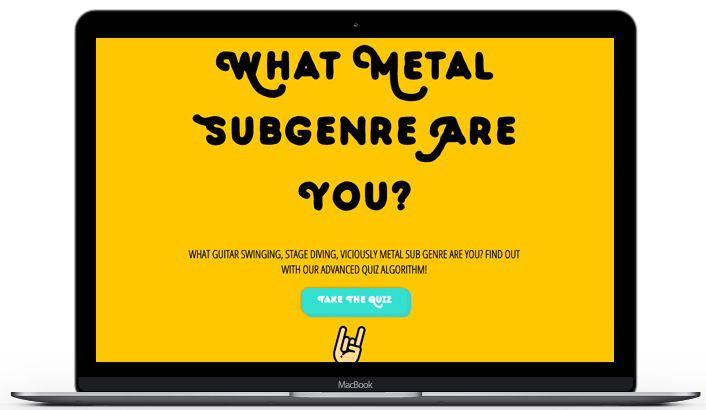 What Metal
Subgenre Are
You?
WHAT GUITAR SWINGING, STAGE DIVING, VICIOUSLY METAL SUB GENRE ARE YOU? FIND OUT
WITH OUR ADVANCED QUIZ ALGORITHM!
Take The Quiz
MacBook